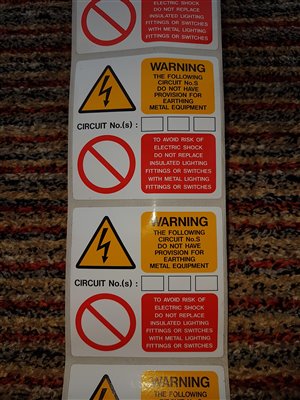 ELECTRIC SHOCK
DO NOT REPLACE
INSULATED LIGHTING
FITTINGS OR SWITCHES
WITH METAL LIGHTING
FITTINGS OR SWITCHES
WARNING
THE FOLLOWING
CIRCUIT No.S
DO NOT HAVE
PROVISION FOR
EARTHING
METAL EQUIPMENT
CIRCUIT No.(s) :
TO AVOID RISK OF
ELECTRIC SHOCK
DO NOT REPLACE
INSULATED LIGHTING
FITTINGS OR SWITCHES
WITH METAL LIGHTING
FITTINGS OR SWITCHES
WARNING
THE FOLLOWING
CIRCUIT No.S
DO NOT HAVE
PROVISION FOR
EARTHING
METAL EQUIPMENT
CIRCUIT No.(s) :
TO AVOID RISK OF
ELECTRIC SHOCK
DO NOT REPLACE
INSULATED LIGHTING
FITTINGS OR SWITCHES
WITH METAL LIGHTING
FITTINGS OR SWITCHES
WARNING
THE FOLLOWING